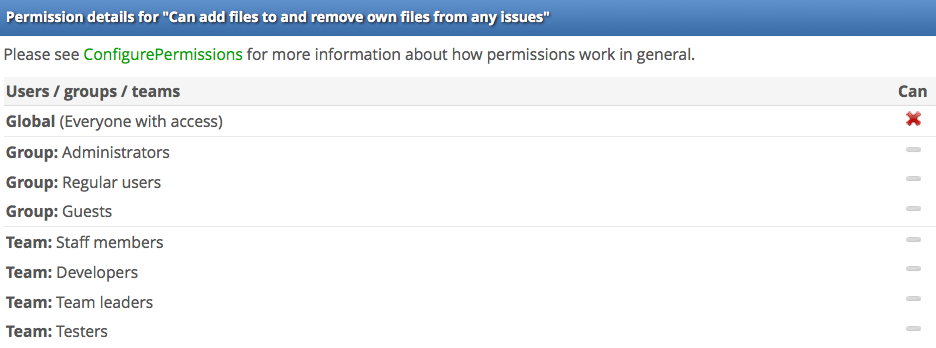 Permission details for "Can add files to and remove own files from any issues"
Please see ConfigurePermissions for more information about how permissions work in general.
Users / groups / teams Can
Global (Everyone with access)
Group: Administrators
Group: Regular users
Group: Guests
Team: Staff members
Team: Developers
Team: Team leaders
Team: Testers